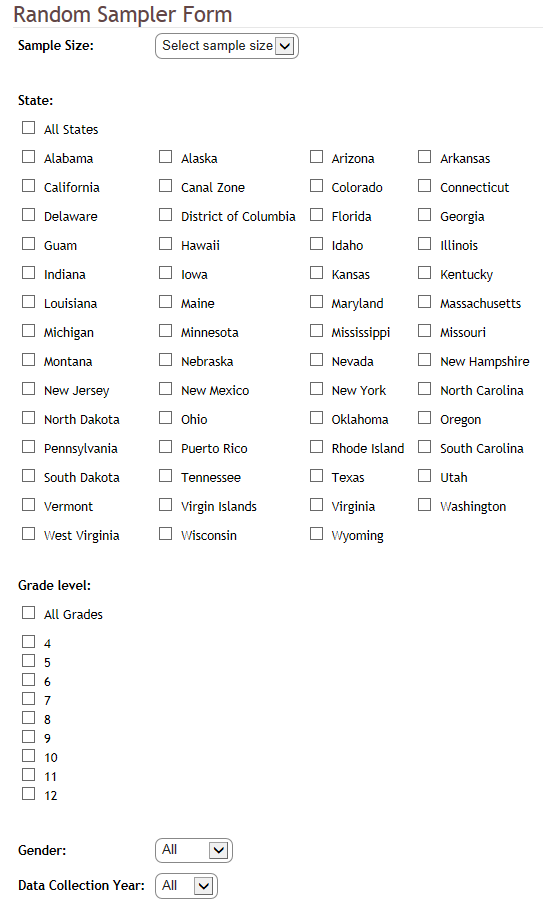 Random Sampler Form
Sample Size: Select sample size
State:
All States
Alabama Alaska Arizona Arkansas
California Canal Zone Colorado Connecticut
Delaware District of Columbia Florida Georgia
Guam Hawaii Idaho Illinois
Indiana Iowa Kansas Kentucky
Louisiana Maine Maryland Massachusetts
Michigan Minnesota Mississippi Missouri
Montana Nebraska Nevada New Hampshire
New Jersey New Mexico New York North Carolina
North Dakota Ohio Oklahoma Oregon
Pennsylvania Puerto Rico Rhode Island South Carolina
South Dakota Tennessee Texas Utah
Vermont Virgin Islands Virginia Washington
West Virginia Wisconsin Wyoming
Grade level:
All Grades
4
5
6
7
8
9
10
11
12
Gender: All
Data Collection Year: All